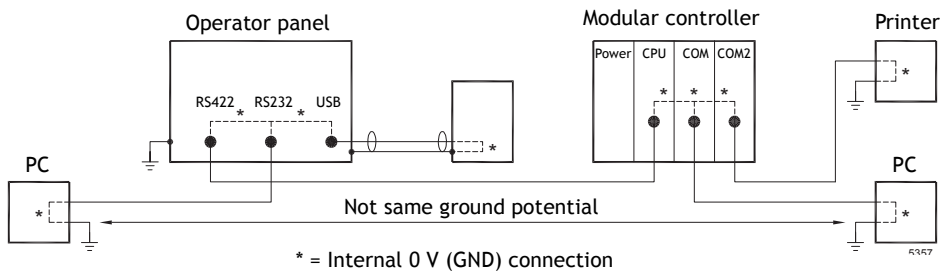 Operator panel
Modular controller
Printer
Power CPU COM COM2
* * *
*
RS422 RS232 USB
* *
*
PC
PC
*
*
Not same ground potential
5357
* = Internal 0 V (GND) connection